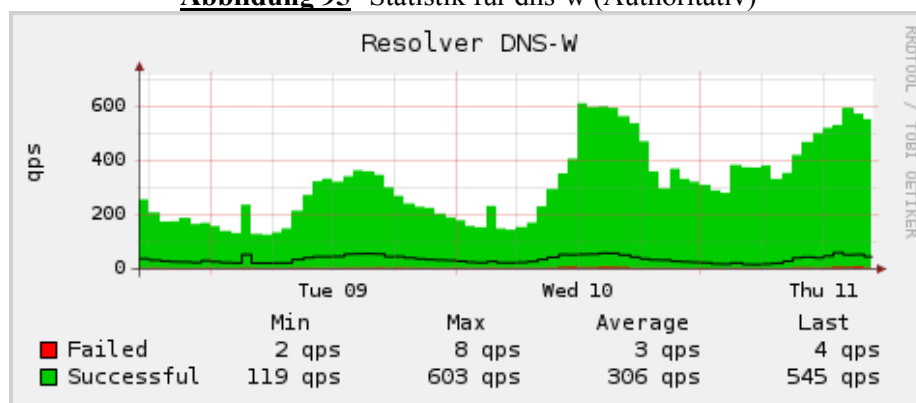 Abbildung 95 Statistik für dns-w (Authoritativ)
Resolver DNS-W
RRDTOOL / TOBI OETIKER
qps
600
400
200
0
Tue 09 Wed 10 Thu 11
Min Max Average Last
Failed 2 qps 8 qps 3 qps 4 qps
Successful 119 qps 603 qps 306 qps 545 qps